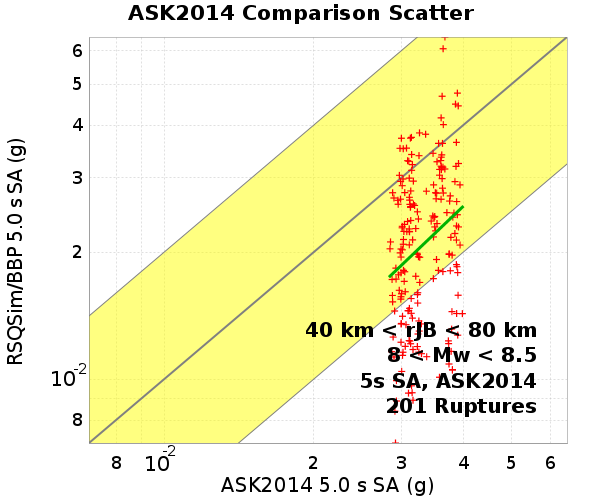 ASK2014 Comparison Scatter
RSQSim/BBP 5.0 s SA (g)
6
5
4
3
2
10-2
8
40 km < rJB < 80 km
8 < Mw < 8.5
5s SA, ASK2014
201 Ruptures
8 10-2 2 3 4 5 6
ASK2014 5.0 s SA (g)